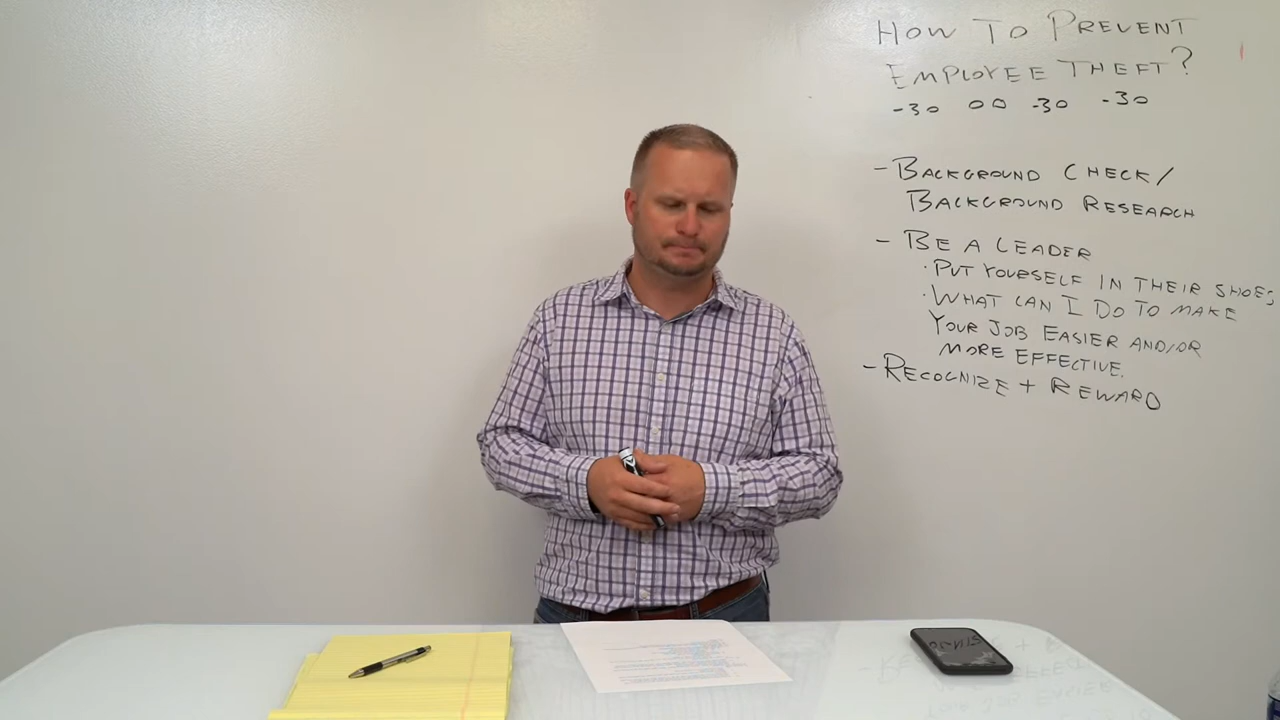 HOW TO PREVENT
EMPLOYEE THEFT?
-30 00 -30 -30
- BACKGROUND CHECK/
BACKGROUND RESEARCH
- BE A LEADER
· PUT YOURSELF IN THEIR SHOES
· WHAT CAN I DO TO MAKE
YOUR JOB EASIER AND/OR
MORE EFFECTIVE.
- RECOGNIZE + REWARD